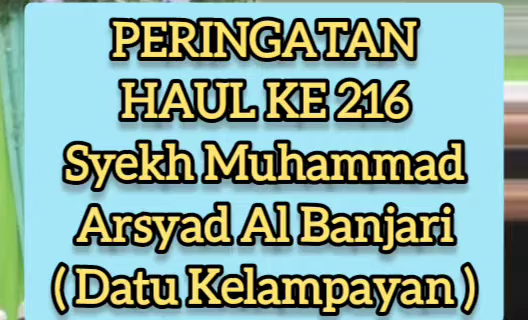 PERINGATAN
HAUL KE 216
Syekh Muhammad
Arsyad Al Banjari
( Datu Kelampayan )